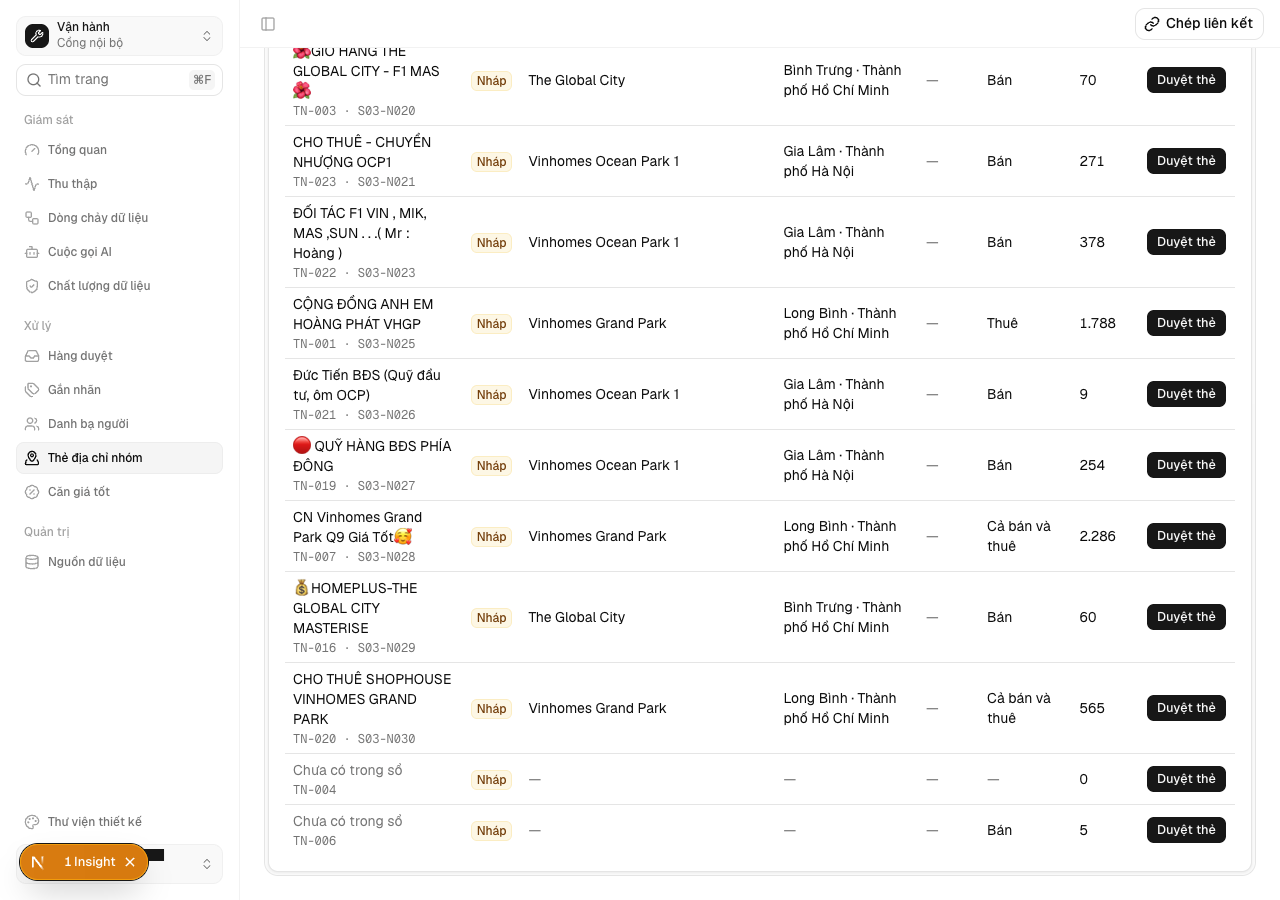 Vận hành
Cổng nội bộ
Tìm trang
⌘F
Giám sát
Tổng quan
Thu thập
Dòng chảy dữ liệu
Cuộc gọi AI
Chất lượng dữ liệu
Xử lý
Hàng duyệt
Gắn nhãn
Danh bạ người
Thẻ địa chỉ nhóm
Căn giá tốt
Quản trị
Nguồn dữ liệu
Thư viện thiết kế
1 Insight
Chép liên kết
🌺GIỎ HÀNG THE
GLOBAL CITY - F1 MAS
🌺
TN-003 · S03-N020
Nháp
The Global City
Bình Trưng · Thành
phố Hồ Chí Minh
—
Bán
70
Duyệt thẻ
CHO THUÊ - CHUYỂN
NHƯỢNG OCP1
TN-023 · S03-N021
Nháp
Vinhomes Ocean Park 1
Gia Lâm · Thành
phố Hà Nội
—
Bán
271
Duyệt thẻ
ĐỐI TÁC F1 VIN , MIK,
MAS ,SUN . . .( Mr :
Hoàng )
TN-022 · S03-N023
Nháp
Vinhomes Ocean Park 1
Gia Lâm · Thành
phố Hà Nội
—
Bán
378
Duyệt thẻ
CỘNG ĐỒNG ANH EM
HOÀNG PHÁT VHGP
TN-001 · S03-N025
Nháp
Vinhomes Grand Park
Long Bình · Thành
phố Hồ Chí Minh
—
Thuê
1.788
Duyệt thẻ
Đức Tiến BĐS (Quỹ đầu
tư, ôm OCP)
TN-021 · S03-N026
Nháp
Vinhomes Ocean Park 1
Gia Lâm · Thành
phố Hà Nội
—
Bán
9
Duyệt thẻ
🔴 QUỸ HÀNG BĐS PHÍA
ĐÔNG
TN-019 · S03-N027
Nháp
Vinhomes Ocean Park 1
Gia Lâm · Thành
phố Hà Nội
—
Bán
254
Duyệt thẻ
CN Vinhomes Grand
Park Q9 Giá Tốt🥰
TN-007 · S03-N028
Nháp
Vinhomes Grand Park
Long Bình · Thành
phố Hồ Chí Minh
—
Cả bán và
thuê
2.286
Duyệt thẻ
💰HOMEPLUS-THE
GLOBAL CITY
MASTERISE
TN-016 · S03-N029
Nháp
The Global City
Bình Trưng · Thành
phố Hồ Chí Minh
—
Bán
60
Duyệt thẻ
CHO THUÊ SHOPHOUSE
VINHOMES GRAND
PARK
TN-020 · S03-N030
Nháp
Vinhomes Grand Park
Long Bình · Thành
phố Hồ Chí Minh
—
Cả bán và
thuê
565
Duyệt thẻ
Chưa có trong sổ
TN-004
Nháp
—
—
—
—
0
Duyệt thẻ
Chưa có trong sổ
TN-006
Nháp
—
—
—
Bán
5
Duyệt thẻ